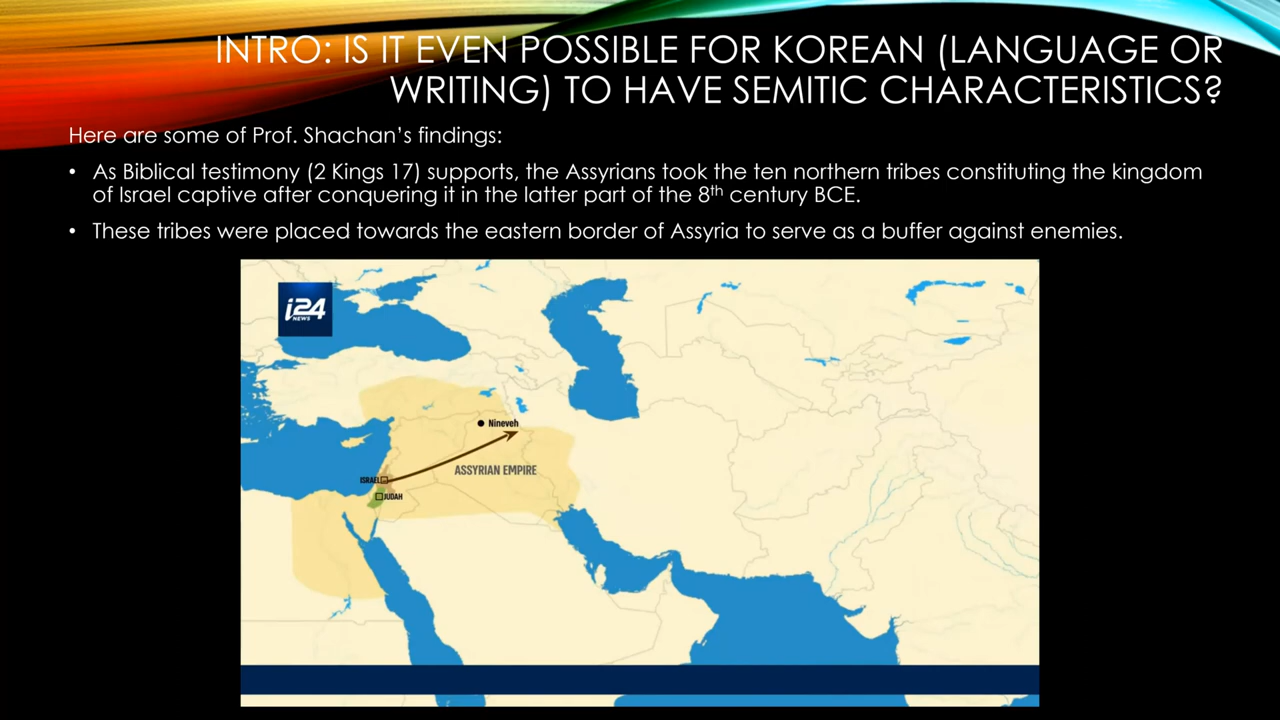 INTRO: IS IT EVEN POSSIBLE FOR KOREAN (LANGUAGE OR
WRITING) TO HAVE SEMITIC CHARACTERISTICS?
Here are some of Prof. Shachan's findings:
• As Biblical testimony (2 Kings 17) supports, the Assyrians took the ten northern tribes constituting the kingdom
of Israel captive after conquering it in the latter part of the 8th century BCE.
• These tribes were placed towards the eastern border of Assyria to serve as a buffer against enemies.
i24
NEWS
Nineveh
ASSYRIAN EMPIRE
ISRAEL
JUDAH